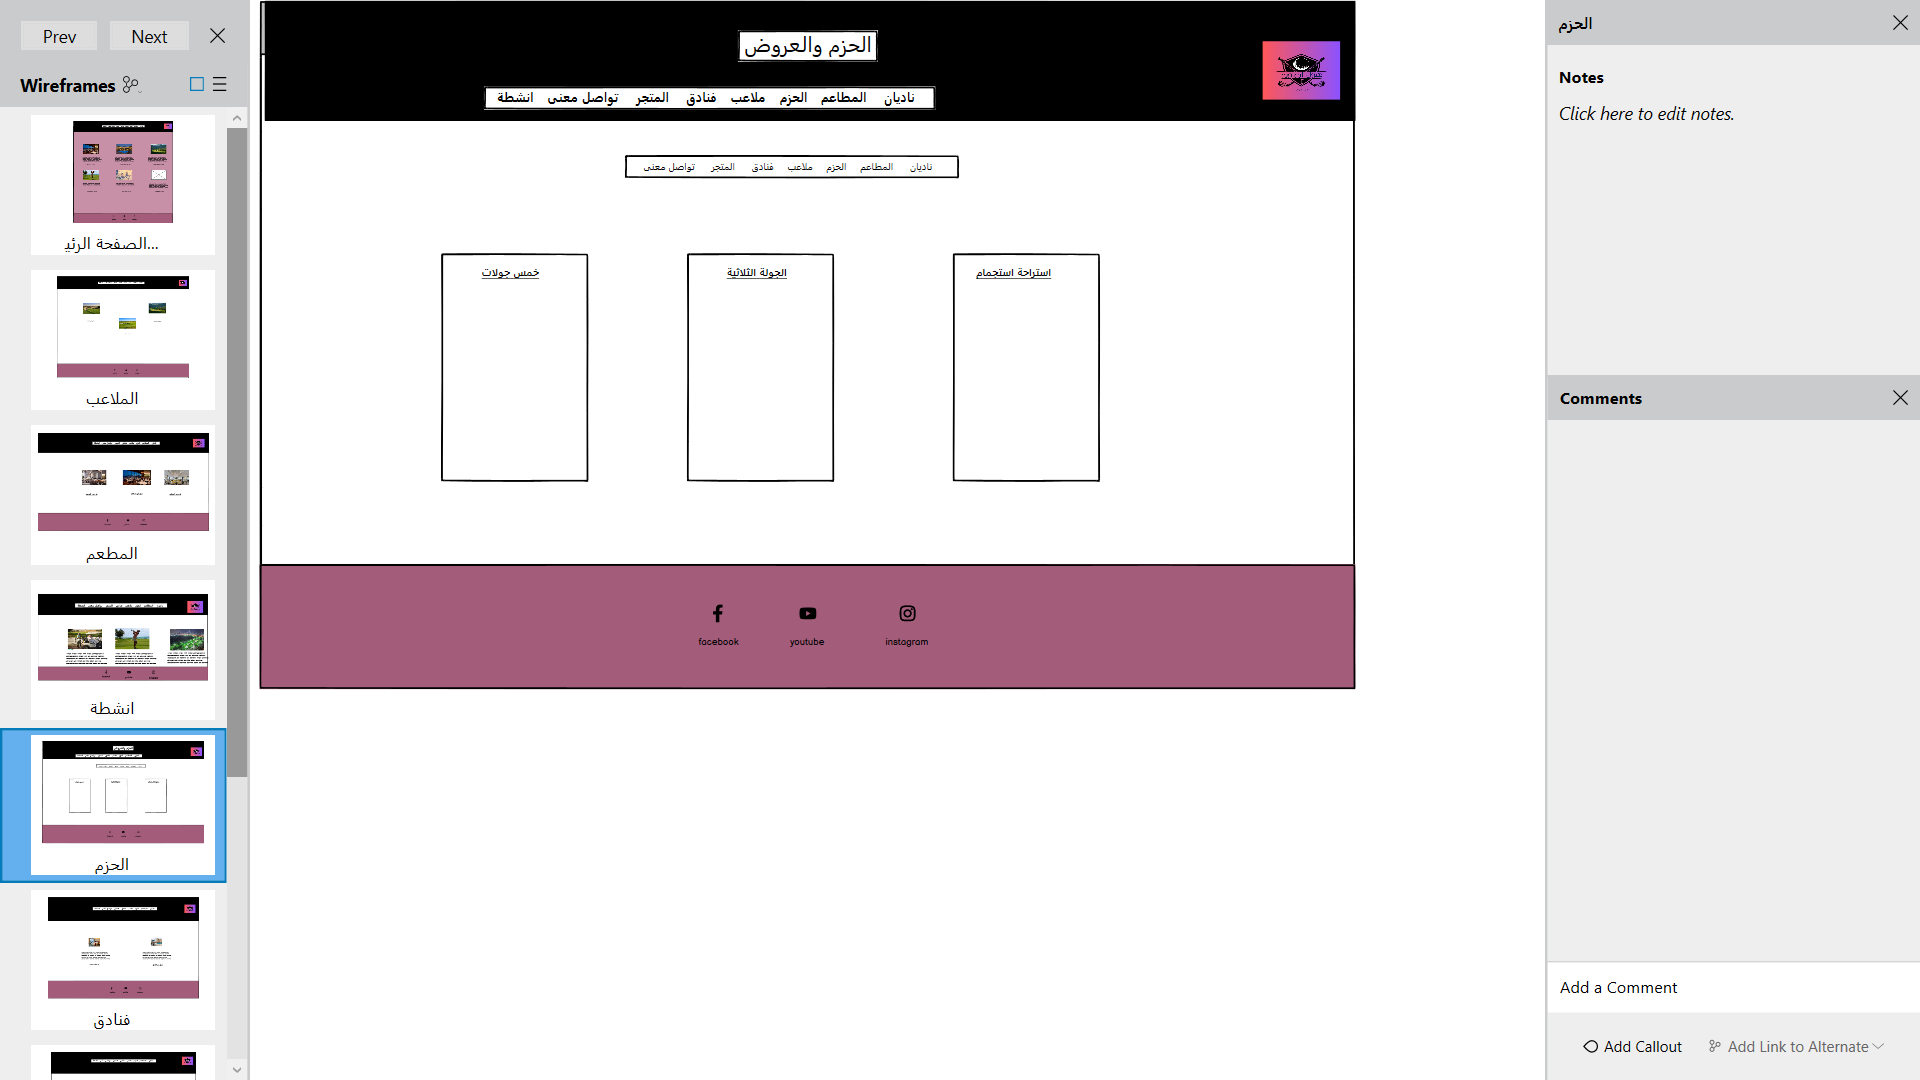 Prev
Next
Wireframes
الصفحة الرئي...
الملاعب
المطعم
انشطة
الحزم
فنادق
الحزم والعروض
ناديان المطاعم الحزم ملاعب فنادق المتجر تواصل معنى انشطة
ناديان المطاعم الحزم ملاعب فنادق المتجر تواصل معنى
خمس جولات
الجولة الثلاثية
استراحة استجمام
facebook
youtube
instagram
الحزم
Notes
Click here to edit notes.
Comments
Add a Comment
Add Callout
Add Link to Alternate